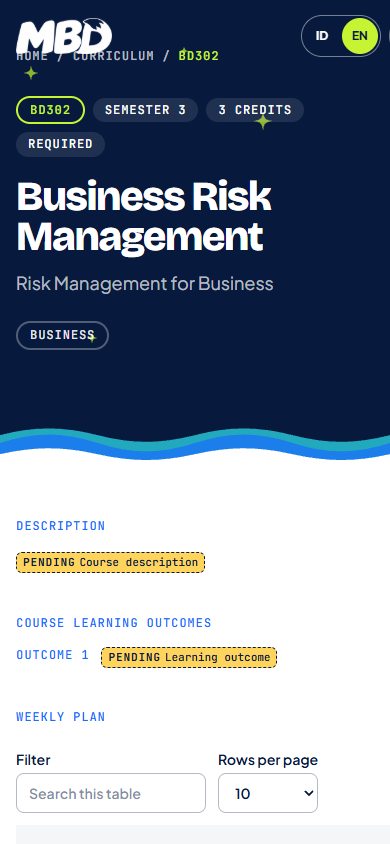 MBD
ID EN
HOME / CURRICULUM / BD302
BD302 SEMESTER 3 3 CREDITS
REQUIRED
Business Risk
Management
Risk Management for Business
BUSINESS
DESCRIPTION
PENDING Course description
COURSE LEARNING OUTCOMES
OUTCOME 1 PENDING Learning outcome
WEEKLY PLAN
Filter Rows per page
Search this table 10